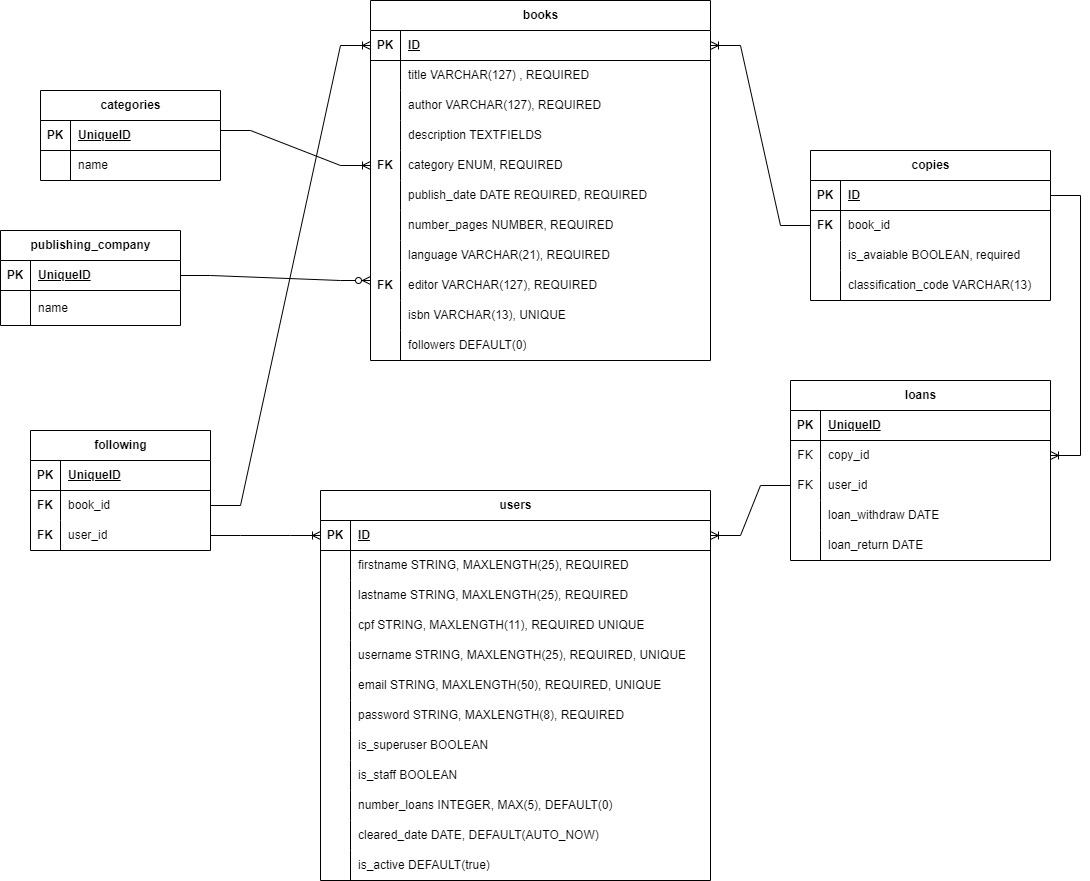 books
PK ID
title VARCHAR(127) , REQUIRED
author VARCHAR(127), REQUIRED
description TEXTFIELDS
FK category ENUM, REQUIRED
publish_date DATE REQUIRED, REQUIRED
number_pages NUMBER, REQUIRED
language VARCHAR(21), REQUIRED
FK editor VARCHAR(127), REQUIRED
isbn VARCHAR(13), UNIQUE
followers DEFAULT(0)
categories
PK UniqueID
name
publishing_company
PK UniqueID
name
copies
PK ID
FK book_id
is_avaiable BOOLEAN, required
classification_code VARCHAR(13)
loans
PK UniqueID
FK copy_id
FK user_id
loan_withdraw DATE
loan_return DATE
following
PK UniqueID
FK book_id
FK user_id
users
PK ID
firstname STRING, MAXLENGTH(25), REQUIRED
lastname STRING, MAXLENGTH(25), REQUIRED
cpf STRING, MAXLENGTH(11), REQUIRED UNIQUE
username STRING, MAXLENGTH(25), REQUIRED, UNIQUE
email STRING, MAXLENGTH(50), REQUIRED, UNIQUE
password STRING, MAXLENGTH(8), REQUIRED
is_superuser BOOLEAN
is_staff BOOLEAN
number_loans INTEGER, MAX(5), DEFAULT(0)
cleared_date DATE, DEFAULT(AUTO_NOW)
is_active DEFAULT(true)